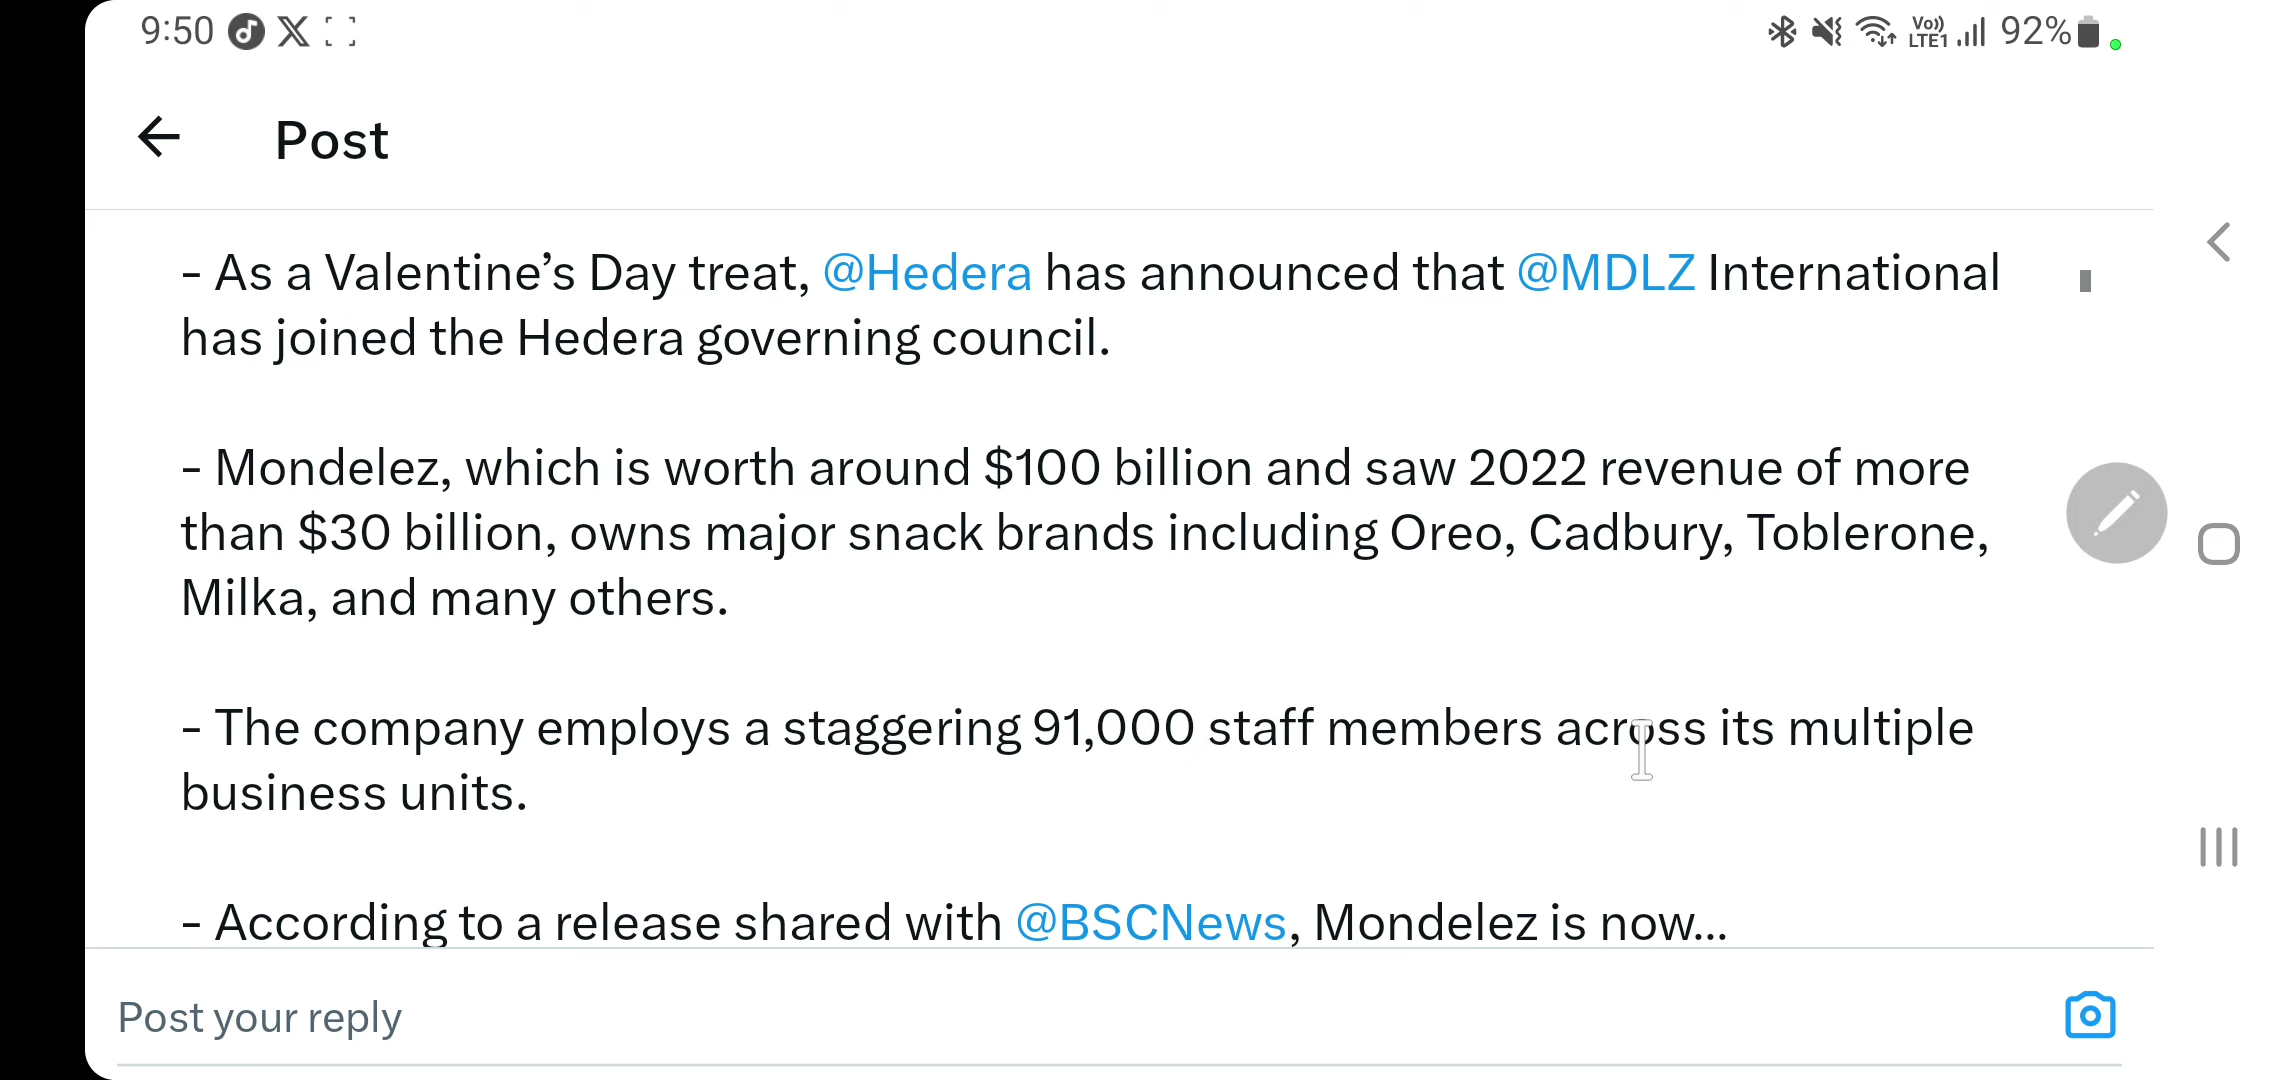 9:50 Vo)) LTE1 92%
Post
- As a Valentine’s Day treat, @Hedera has announced that @MDLZ International
has joined the Hedera governing council.
- Mondelez, which is worth around $100 billion and saw 2022 revenue of more
than $30 billion, owns major snack brands including Oreo, Cadbury, Toblerone,
Milka, and many others.
- The company employs a staggering 91,000 staff members across its multiple
business units.
- According to a release shared with @BSCNews, Mondelez is now...
Post your reply